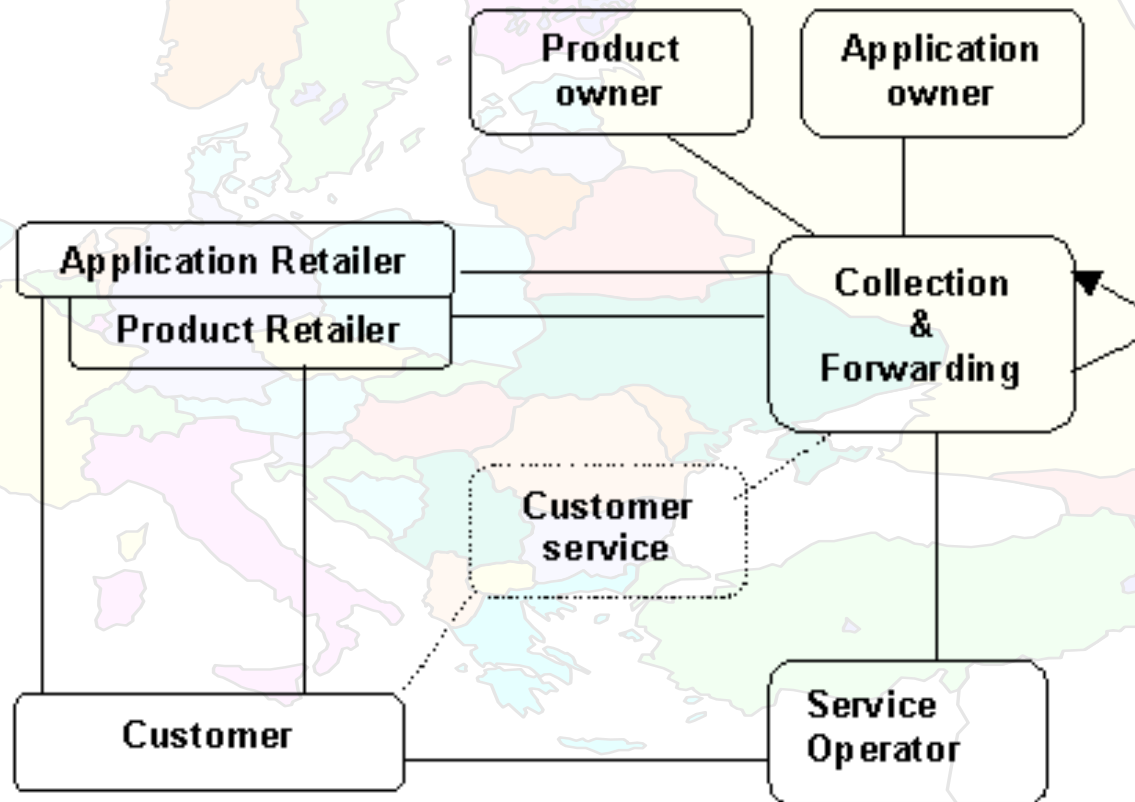 Product
owner
Application
owner
Application Retailer
Product Retailer
Collection
&
Forwarding
Customer
service
Customer
Service
Operator